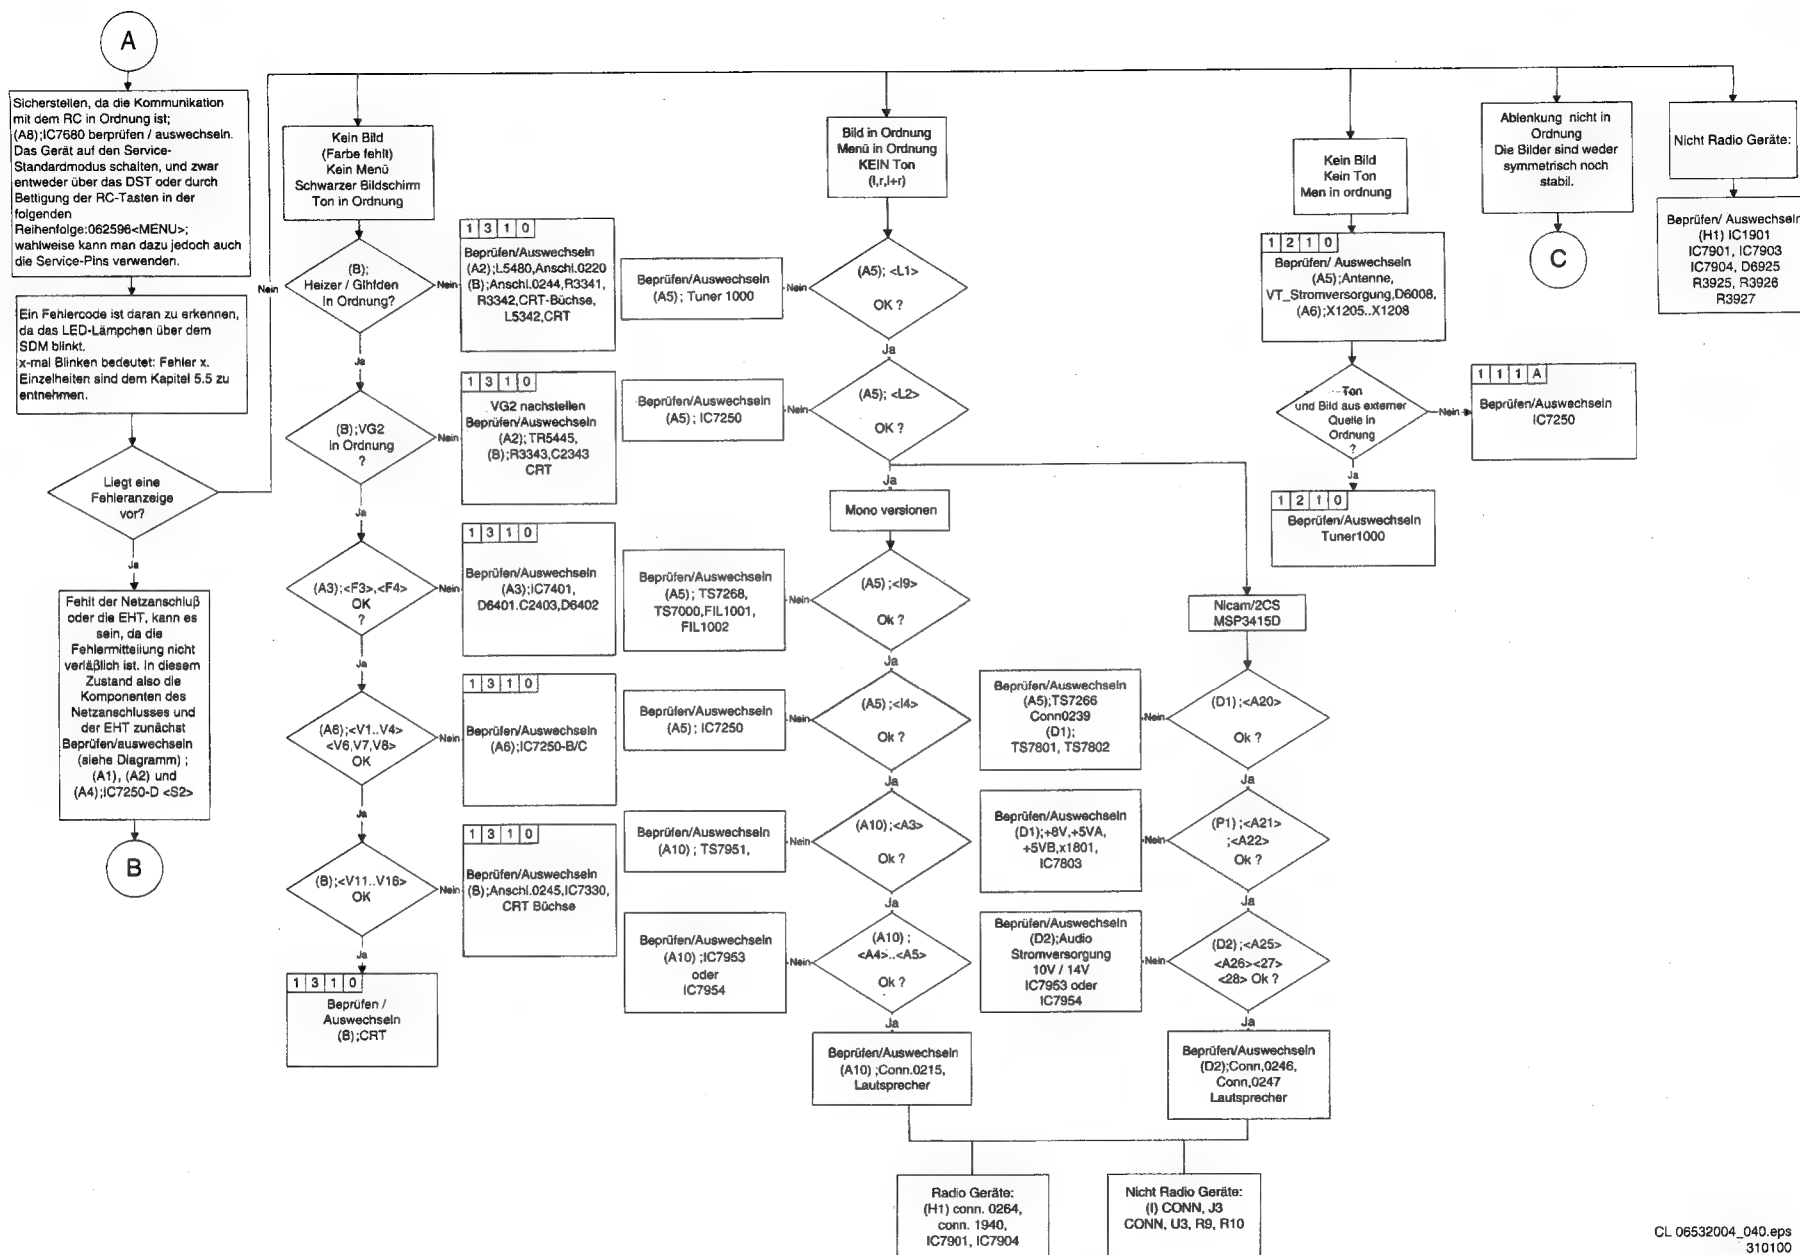 A
Sicherstellen, da die Kommunikation
mit dem RC in Ordnung ist;
(A8);IC7680 berprüfen / auswechseln.
Das Gerät auf den Service-
Standardmodus schalten, und zwar
entweder über das DST oder durch
Bettigung der RC-Tasten in der
folgenden
Reihenfolge:062596<MENU>;
wahlweise kann man dazu jedoch auch
die Service-Pins verwenden.
Ein Fehlercode ist daran zu erkennen,
da das LED-Lämpchen über dem
SDM blinkt.
x-mal Blinken bedeutet: Fehler x.
Einzelheiten sind dem Kapitel 5.5 zu
entnehmen.
Liegt eine
Fehleranzeige
vor?
Nein
Ja
Fehlt der Netzanschluß
oder die EHT, kann es
sein, da die
Fehlermitteilung nicht
verläßlich ist. In diesem
Zustand also die
Komponenten des
Netzanschlusses und
der EHT zunächst
Beprüfen/auswechseln
(siehe Diagramm) ;
(A1), (A2) und
(A4);IC7250-D <S2>
B
Kein Bild
(Farbe fehlt)
Kein Menü
Schwarzer Bildschirm
Ton in Ordnung
(B);
Heizer / Glhfden
in Ordnung?
Nein
1 3 1 0
Beprüfen/Auswechseln
(A2);L5480,Anschl.0220
(B);Anschl.0244, R3341,
R3342,CRT-Büchse,
L5342,CRT
Ja
(B);VG2
in Ordnung
?
Nein
1 3 1 0
VG2 nachstellen
Beprüfen/Auswechseln
(A2); TR5445,
(B);R3343,C2343
CRT
Ja
(A3);<F3>,<F4>
OK
?
Nein
1 3 1 0
Beprüfen/Auswechseln
(A3);IC7401,
D6401.C2403,D6402
Ja
(A6);<V1..V4>
<V6,V7,V8>
OK
Nein
1 3 1 0
Beprüfen/Auswechseln
(A6);IC7250-B/C
Ja
(B);<V11..V16>
OK
Nein
1 3 1 0
Beprüfen/Auswechseln
(B);Anschl.0245,IC7330,
CRT Büchse
Ja
1 3 1 0
Beprüfen /
Auswechseln
(B);CRT
Bild in Ordnung
Menü in Ordnung
KEIN Ton
(l,r,l+r)
(A5); <L1>
OK ?
Nein
Beprüfen/Auswechseln
(A5); Tuner 1000
Ja
(A5); <L2>
OK ?
Nein
Beprüfen/Auswechseln
(A5); IC7250
Ja
Mono versionen
(A5) ;<I9>
Ok ?
Nein
Beprüfen/Auswechseln
(A5); TS7268,
TS7000,FIL1001,
FIL1002
Ja
(A5) ;<I4>
Ok ?
Nein
Beprüfen/Auswechseln
(A5); IC7250
Ja
(A10) ;<A3>
Ok ?
Nein
Beprüfen/Auswechseln
(A10) ; TS7951,
Ja
(A10) ;
<A4>..<A5>
Ok ?
Nein
Beprüfen/Auswechseln
(A10) ;IC7953
oder
IC7954
Ja
Beprüfen/Auswechseln
(A10) ;Conn.0215,
Lautsprecher
Nicam/2CS
MSP3415D
(D1) ;<A20>
Ok ?
Nein
Beprüfen/Auswechseln
(A5);TS7266
Conn0239
(D1);
TS7801, TS7802
Ja
(P1) ;<A21>
;<A22>
Ok ?
Nein
Beprüfen/Auswechseln
(D1);+8V,+5VA,
+5VB,x1801,
IC7803
Ja
(D2) ;<A25>
<A26><27>
<28> Ok ?
Nein
Beprüfen/Auswechseln
(D2);Audio
Stromversorgung
10V / 14V
IC7953 oder
IC7954
Ja
Beprüfen/Auswechseln
(D2);Conn,0246,
Conn,0247
Lautsprecher
Radio Geräte:
(H1) conn. 0264,
conn. 1940,
IC7901, IC7904
Nicht Radio Geräte:
(I) CONN, J3
CONN, U3, R9, R10
Kein Bild
Kein Ton
Men in ordnung
1 2 1 0
Beprüfen/ Auswechseln
(A5);Antenne,
VT_Stromversorgung,D6008,
(A6);X1205..X1208
Ton
und Bild aus externer
Quelle in
Ordnung
?
Nein
1 1 1 A
Beprüfen/Auswechseln
IC7250
Ja
1 2 1 0
Beprüfen/Auswechseln
Tuner1000
Ablenkung nicht in
Ordnung
Die Bilder sind weder
symmetrisch noch
stabil.
C
Nicht Radio Geräte:
Beprüfen/ Auswechseln
(H1) IC1901
IC7901, IC7903
IC7904, D6925
R3925, R3926
R3927
CL 06532004_040.eps
310100